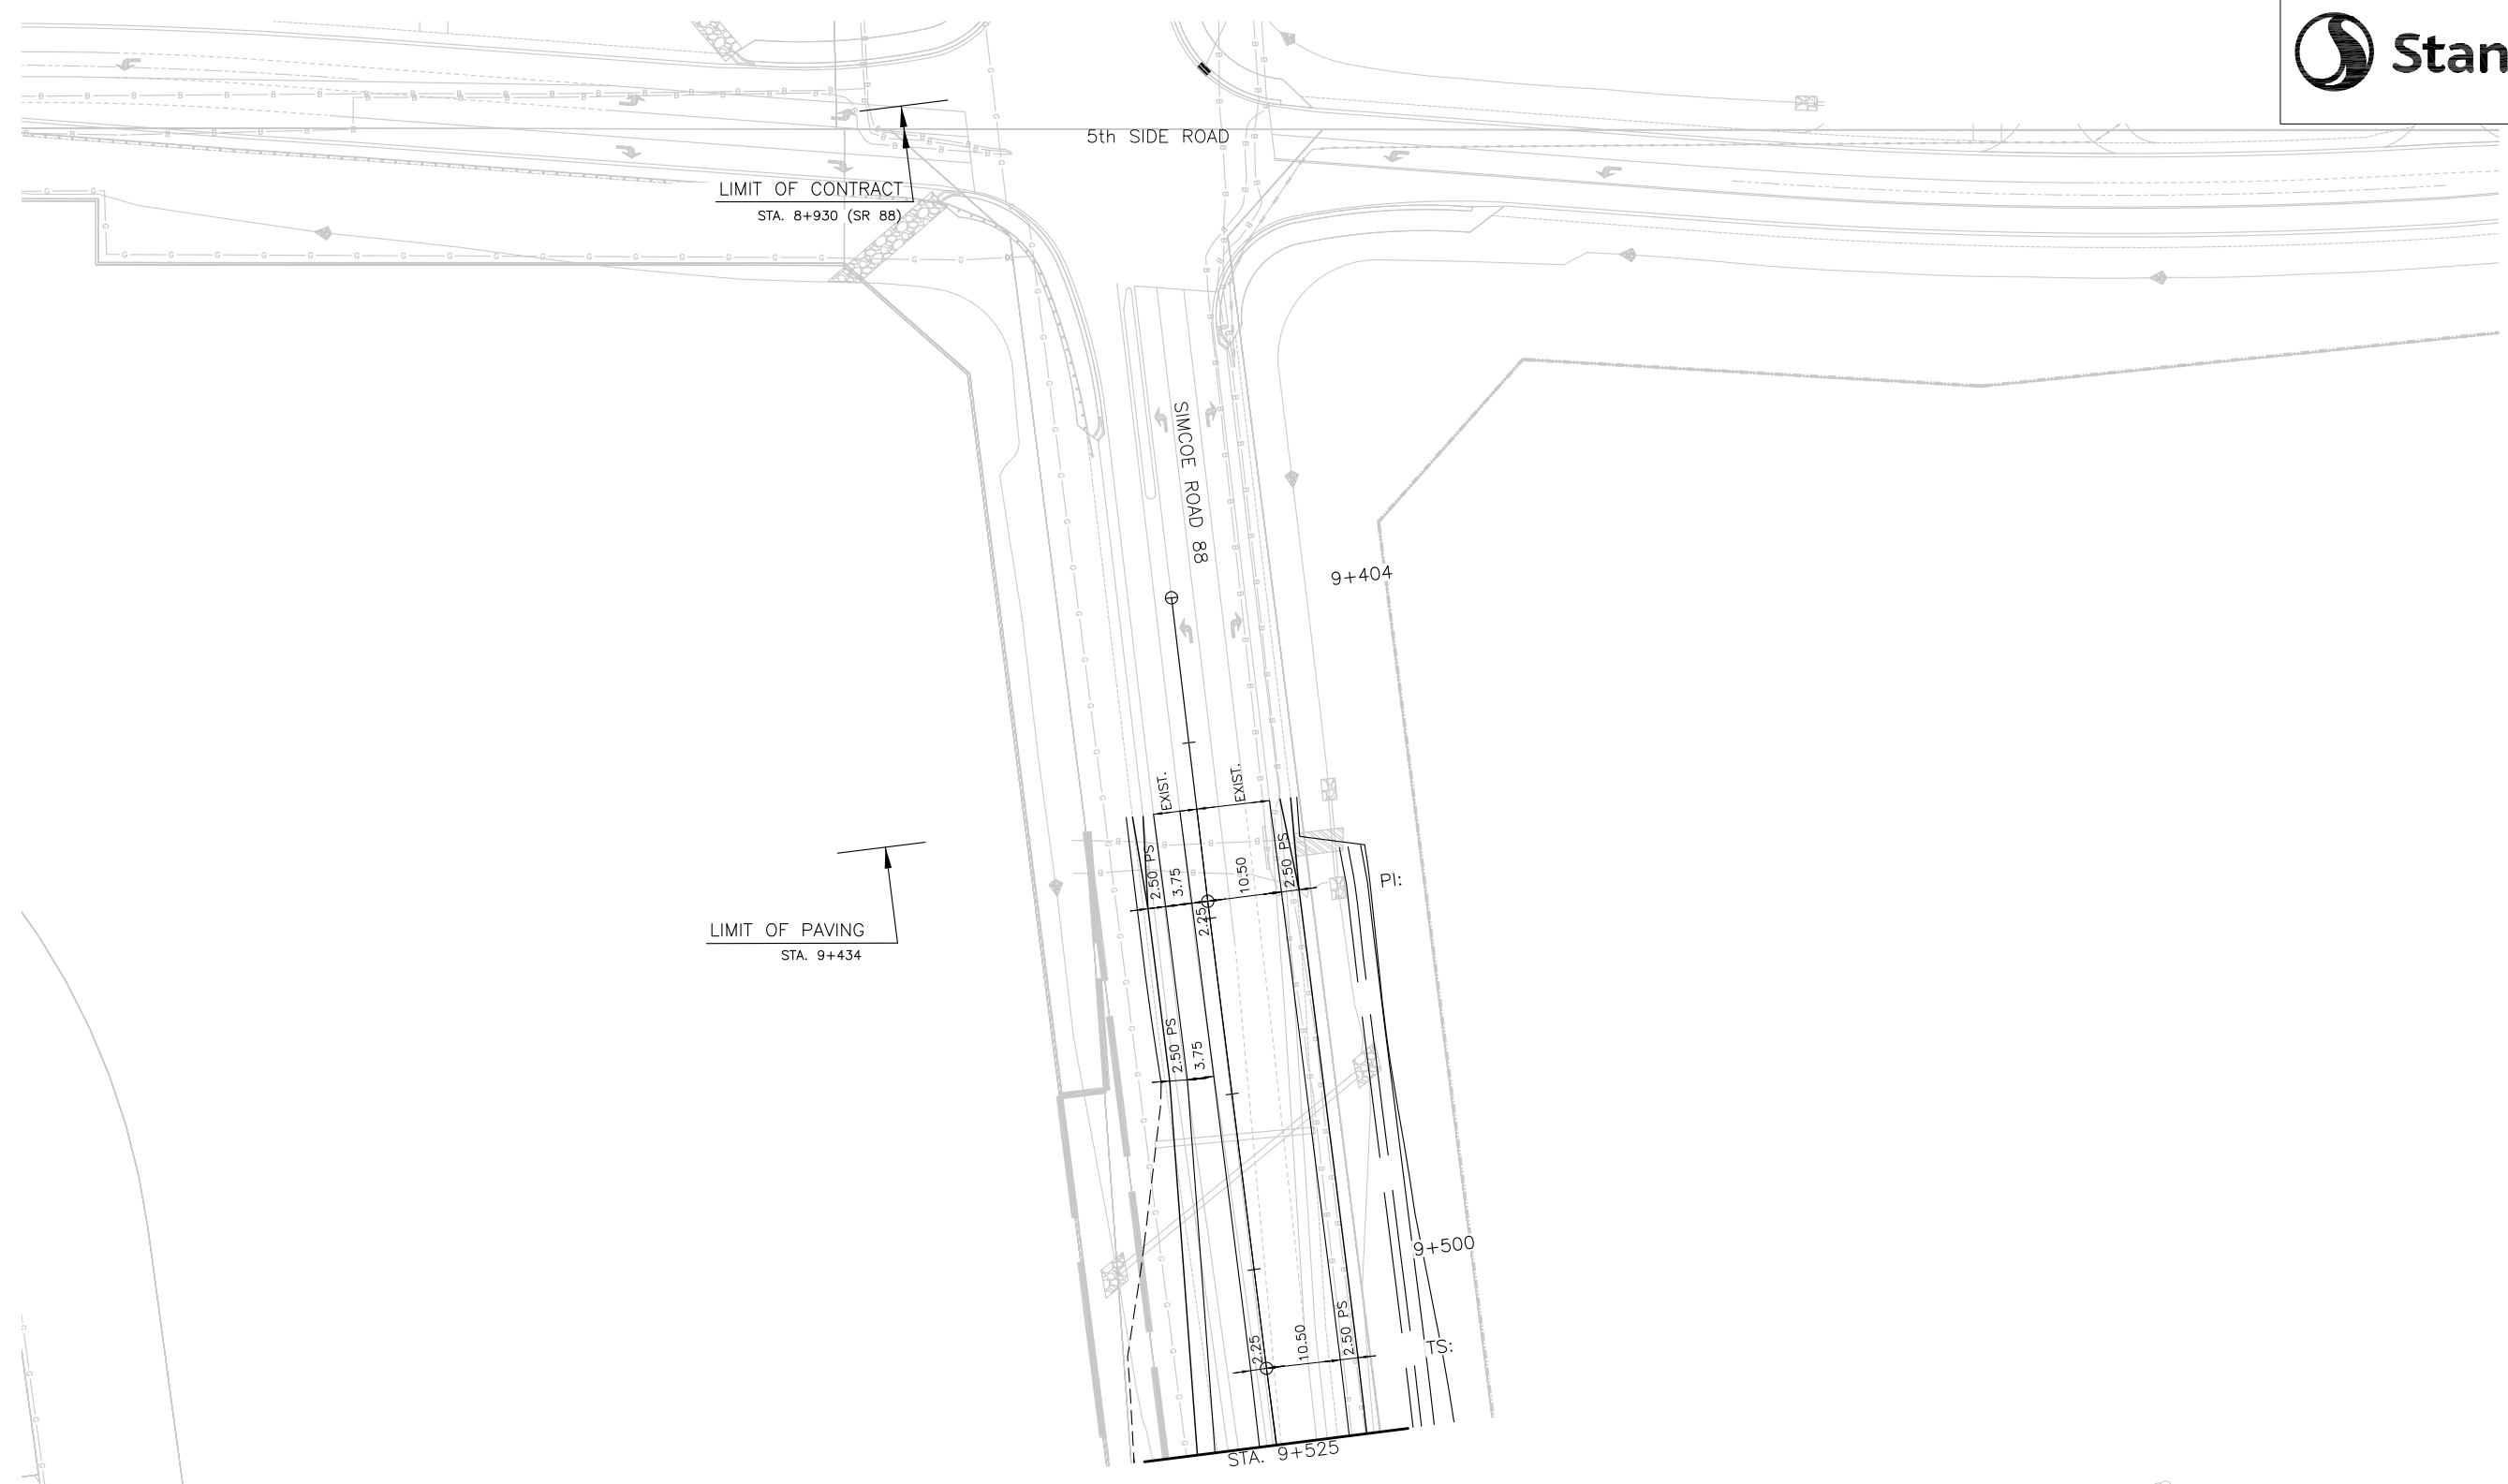 Stan
5th SIDE ROAD
LIMIT OF CONTRACT
STA. 8+930 (SR 88)
SIMCOE ROAD 88
9+404
EXIST.
EXIST.
2.50 PS
3.75
2.25
10.50
2.50 PS
PI:
LIMIT OF PAVING
STA. 9+434
2.50 PS
3.75
9+500
2.25
10.50
2.50 PS
TS:
STA. 9+525